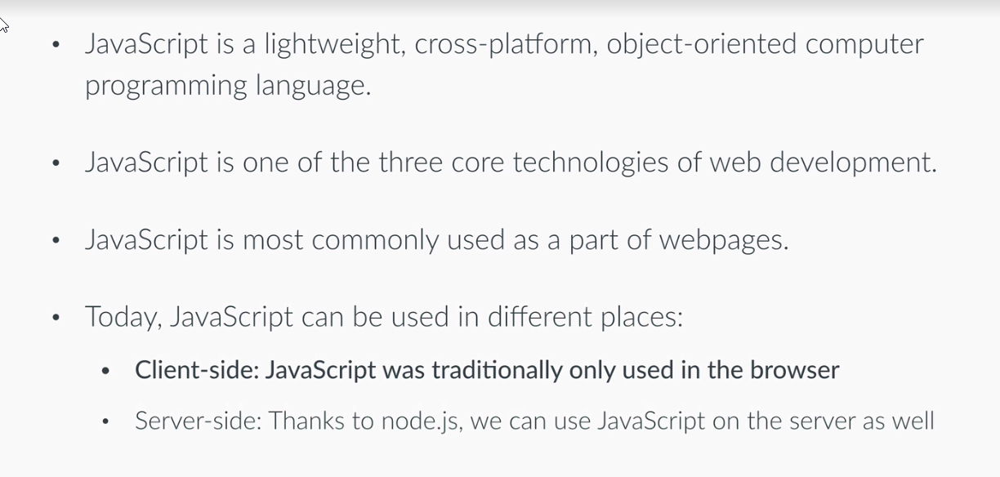 • JavaScript is a lightweight, cross-platform, object-oriented computer
programming language.
• JavaScript is one of the three core technologies of web development.
• JavaScript is most commonly used as a part of webpages.
• Today, JavaScript can be used in different places:
• Client-side: JavaScript was traditionally only used in the browser
• Server-side: Thanks to node.js, we can use JavaScript on the server as well